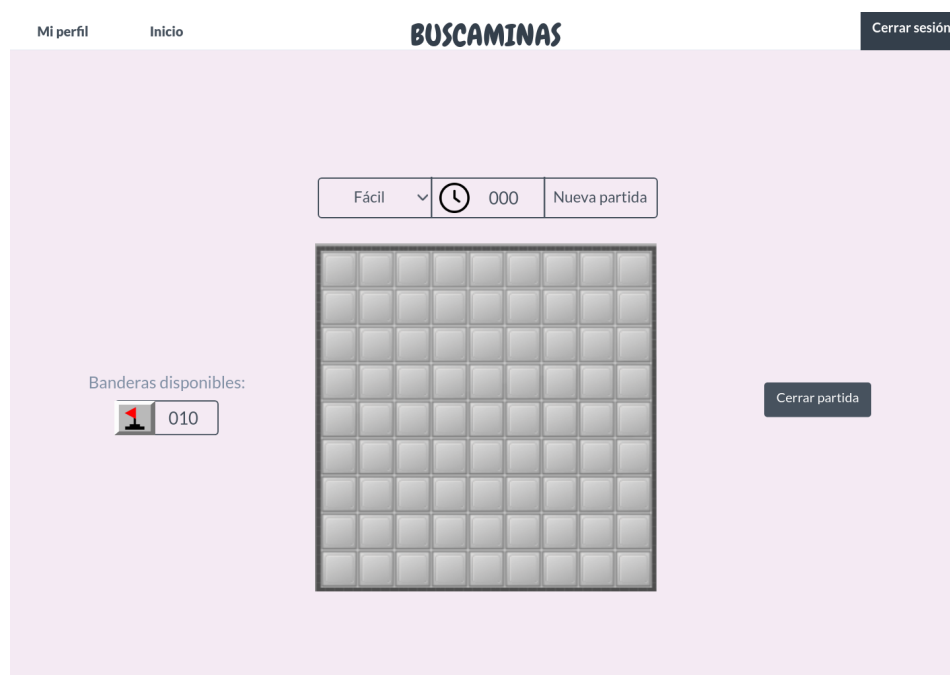 Mi perfil
Inicio
BUSCAMINAS
Cerrar sesión
Fácil
000
Nueva partida
Banderas disponibles:
010
Cerrar partida